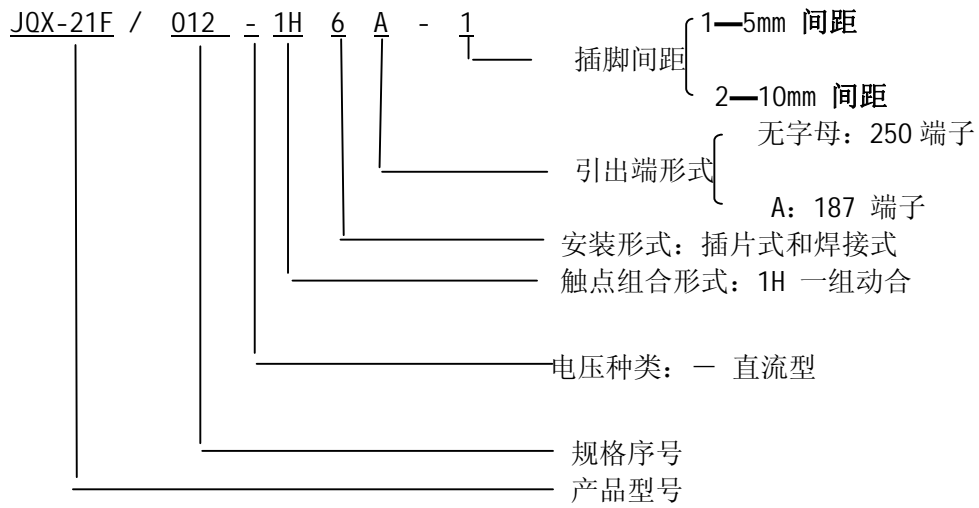 JQX-21F / 012 - 1H 6 A - 1
1—5mm 间距
插脚间距
2—10mm 间距
无字母：250 端子
引出端形式
A：187 端子
安装形式：插片式和焊接式
触点组合形式：1H 一组动合
电压种类：— 直流型
规格序号
产品型号